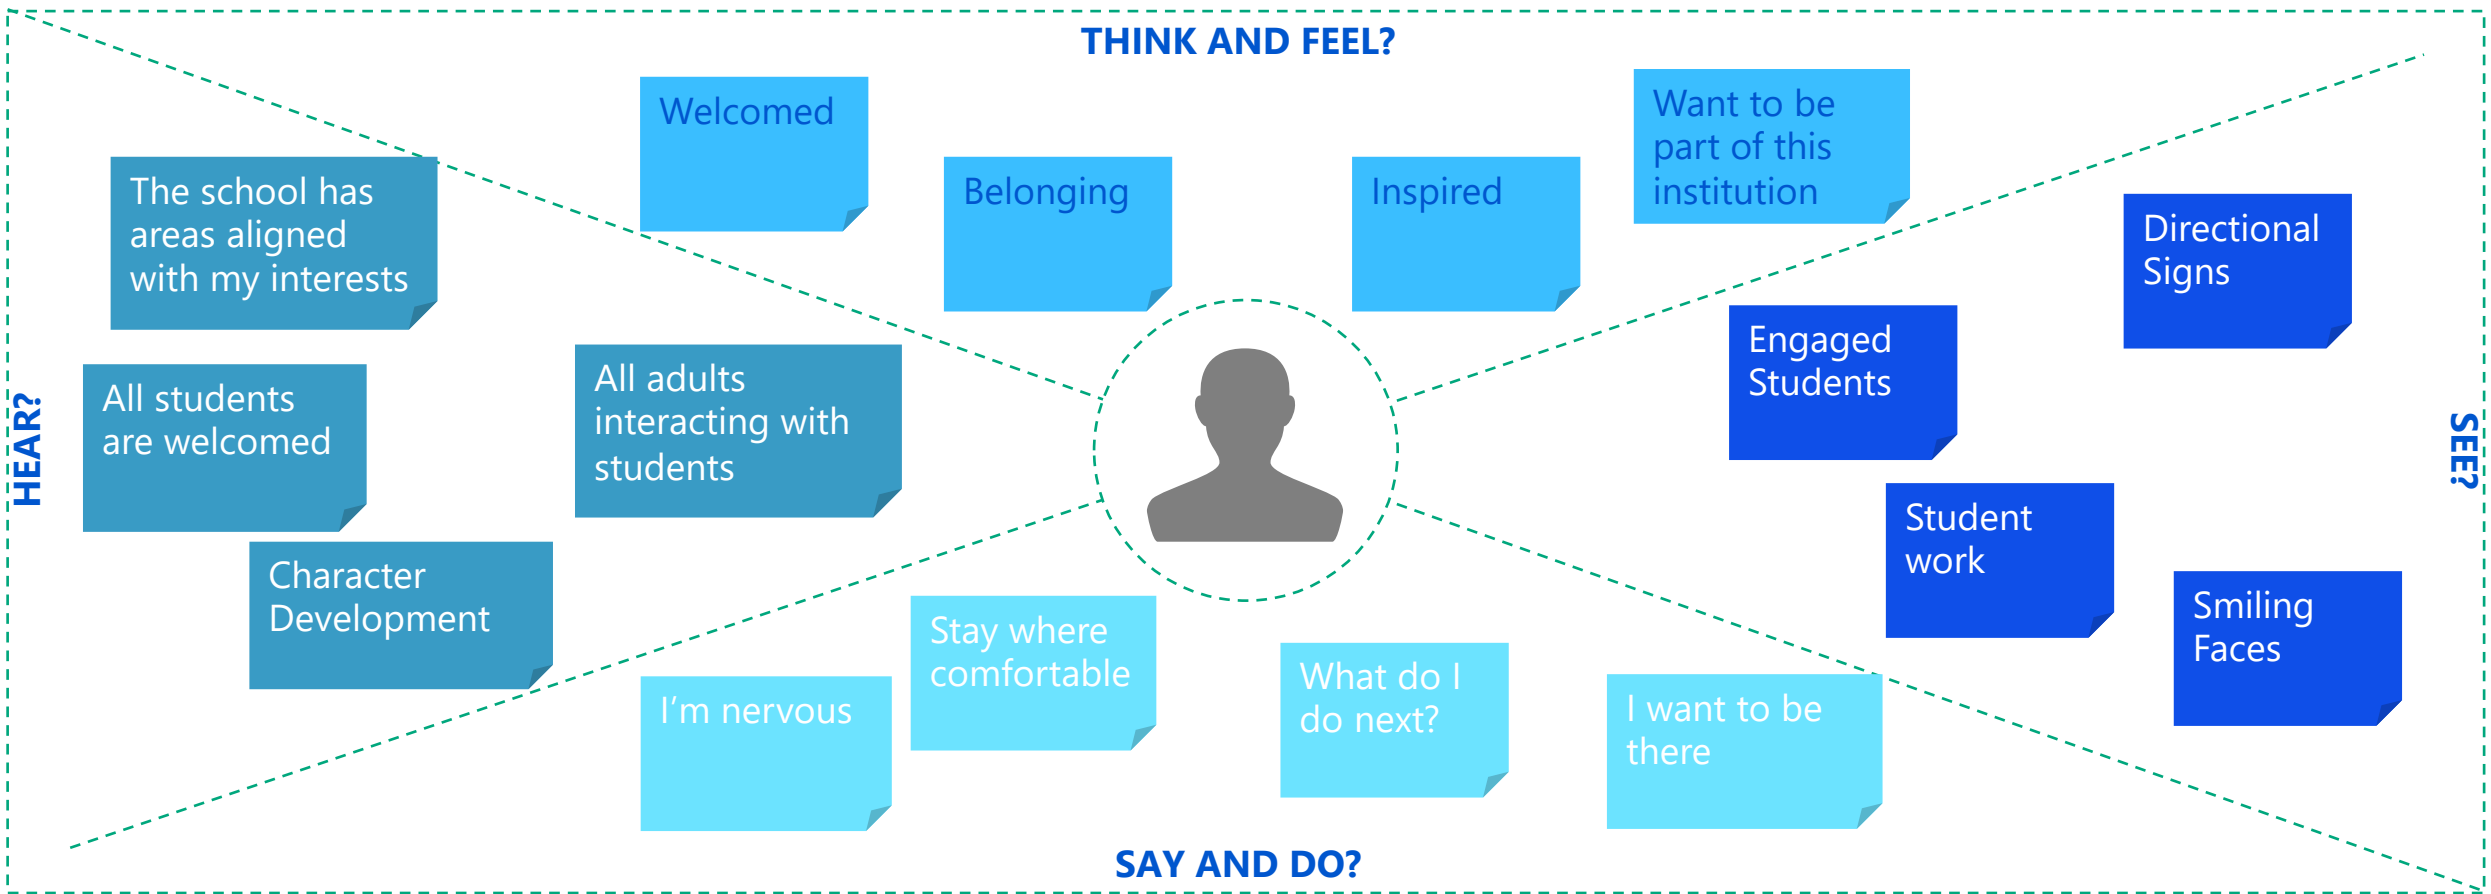 THINK AND FEEL?
Welcomed
Belonging
Inspired
Want to be
part of this
institution
HEAR?
The school has
areas aligned
with my interests
All students
are welcomed
All adults
interacting with
students
Character
Development
SEE?
Directional
Signs
Engaged
Students
Student
work
Smiling
Faces
I'm nervous
Stay where
comfortable
What do I
do next?
I want to be
there
SAY AND DO?